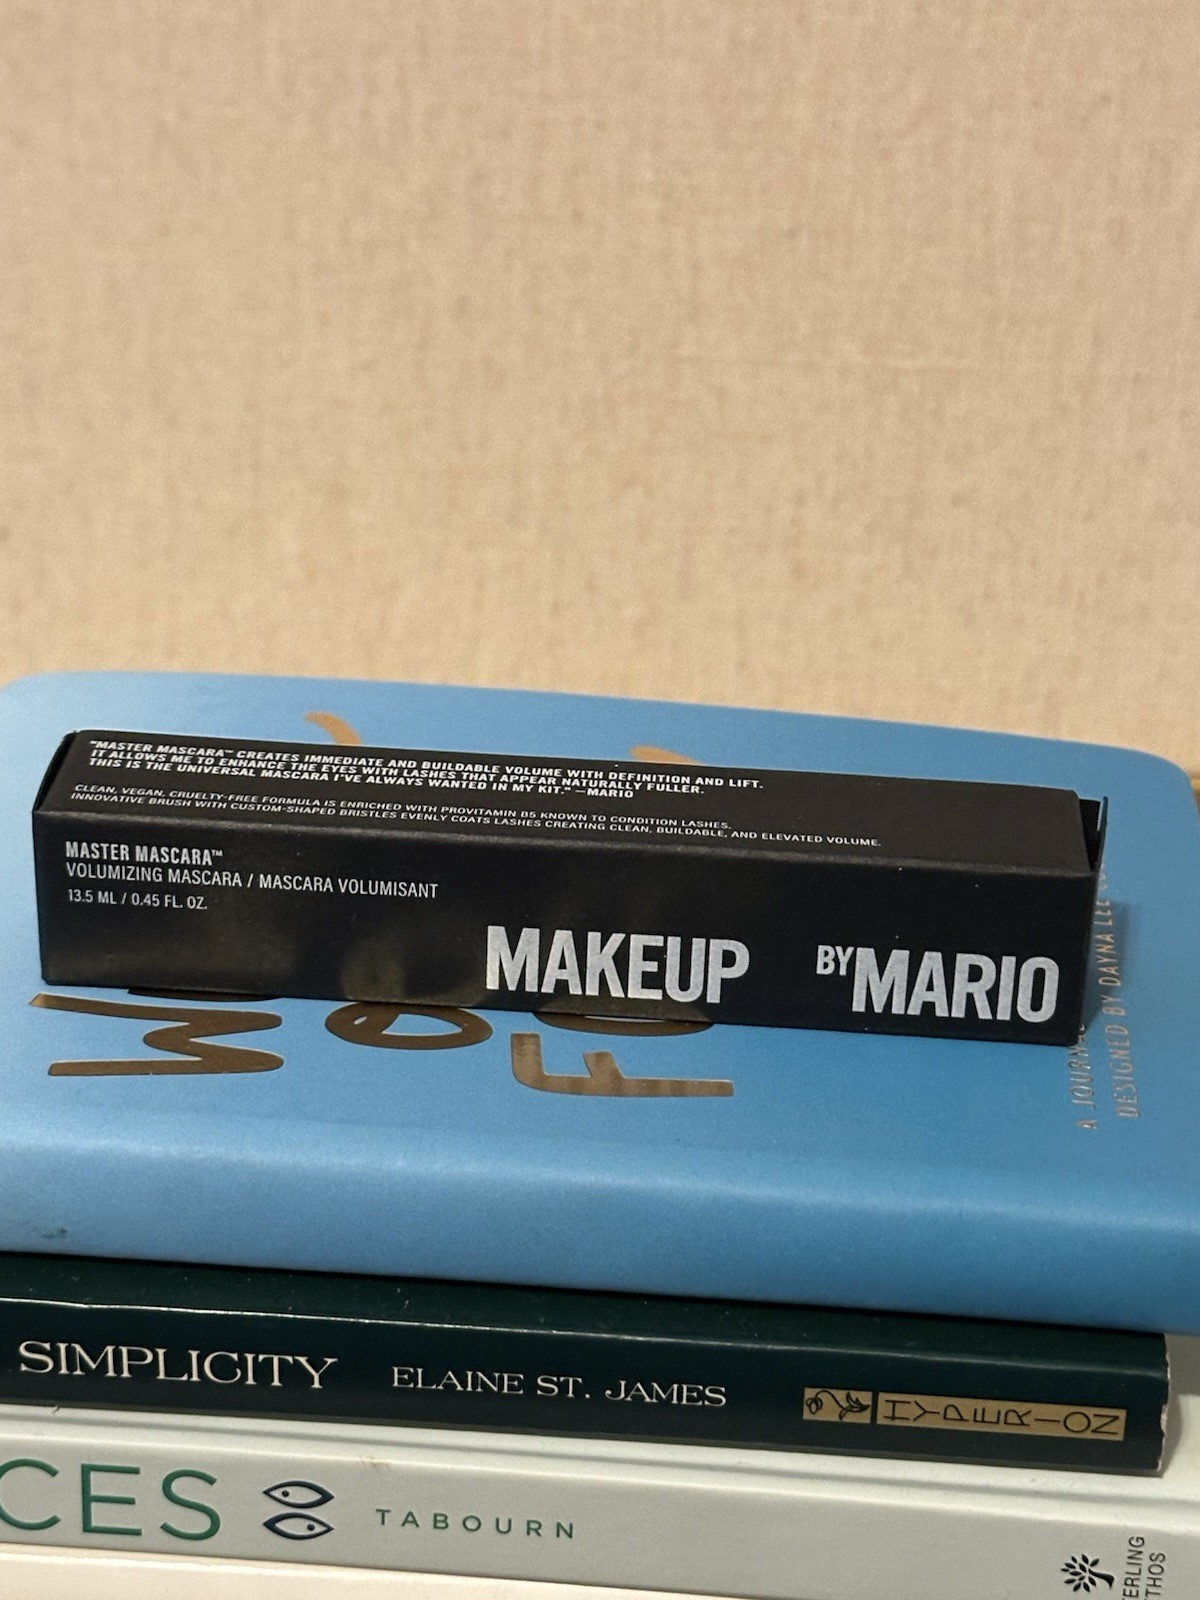 "MASTER MASCARA™ CREATES IMMEDIATE AND BUILDABLE VOLUME WITH DEFINITION AND LIFT.
IT ALLOWS ME TO ENHANCE THE EYES WITH LASHES THAT APPEAR NATURALLY FULLER.
THIS IS THE UNIVERSAL MASCARA I'VE ALWAYS WANTED IN MY KIT." —MARIO
CLEAN, VEGAN, CRUELTY-FREE FORMULA IS ENRICHED WITH PROVITAMIN B5 KNOWN TO CONDITION LASHES.
INNOVATIVE BRUSH WITH CUSTOM-SHAPED BRISTLES EVENLY COATS LASHES CREATING CLEAN, BUILDABLE, AND ELEVATED VOLUME.
MASTER MASCARA™
VOLUMIZING MASCARA / MASCARA VOLUMISANT
13.5 ML / 0.45 FL. OZ.
MAKEUP BY MARIO
A JOURNAL
DESIGNED BY DAYNA LEE
SIMPLICITY ELAINE ST. JAMES HYPERION
CES TABOURN
ERLING
THOS